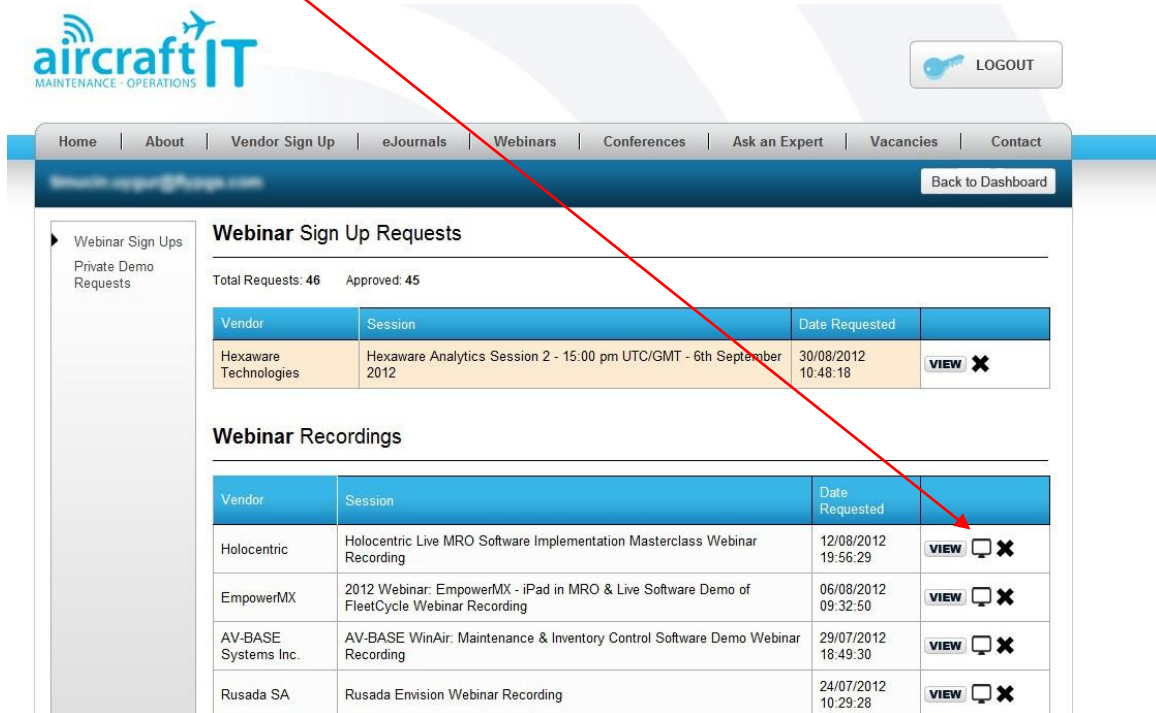 aircraft IT
MAINTENANCE - OPERATIONS
LOGOUT
Home | About | Vendor Sign Up | eJournals | Webinars | Conferences | Ask an Expert | Vacancies | Contact
Back to Dashboard
Webinar Sign Ups
Private Demo
Requests
Webinar Sign Up Requests
Total Requests: 46 Approved: 45
Vendor Session Date Requested
Hexaware Hexaware Analytics Session 2 - 15:00 pm UTC/GMT - 6th September 30/08/2012 VIEW
Technologies 2012 10:48:18
Webinar Recordings
Vendor Session Date
Requested
Holocentric Holocentric Live MRO Software Implementation Masterclass Webinar 12/08/2012 VIEW
Recording 19:56:29
EmpowerMX 2012 Webinar: EmpowerMX - iPad in MRO & Live Software Demo of 06/08/2012 VIEW
FleetCycle Webinar Recording 09:32:50
AV-BASE AV-BASE WinAir: Maintenance & Inventory Control Software Demo Webinar 29/07/2012 VIEW
Systems Inc. Recording 18:49:30
Rusada SA Rusada Envision Webinar Recording 24/07/2012 VIEW
10:29:28